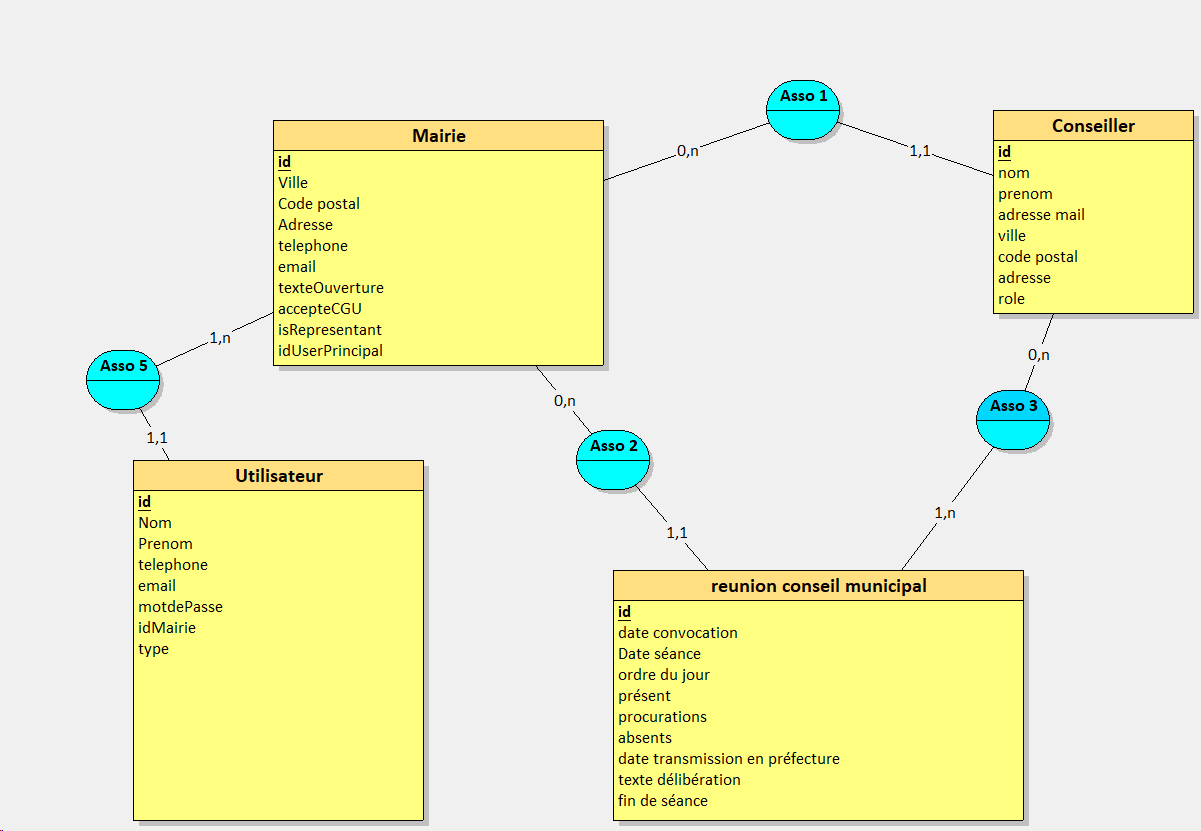 Asso 1
0,n
1,1
Mairie
id
Ville
Code postal
Adresse
telephone
email
texteOuverture
accepteCGU
isRepresentant
idUserPrincipal
Conseiller
id
nom
prenom
adresse mail
ville
code postal
adresse
role
1,n
Asso 5
1,1
0,n
Asso 2
1,1
0,n
Asso 3
1,n
Utilisateur
id
Nom
Prenom
telephone
email
motdePasse
idMairie
type
reunion conseil municipal
id
date convocation
Date séance
ordre du jour
présent
procurations
absents
date transmission en préfecture
texte délibération
fin de séance